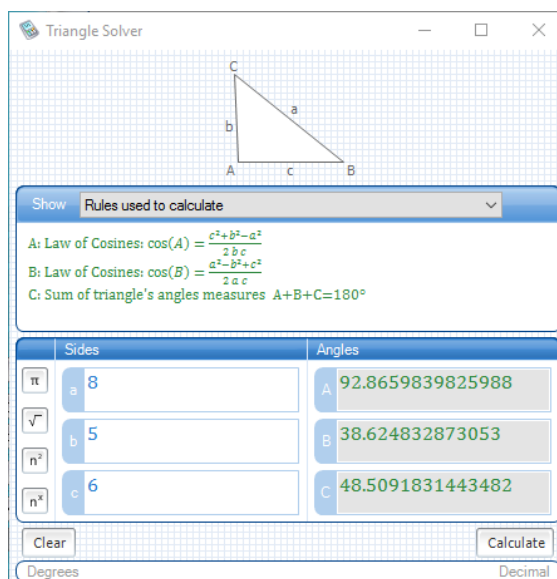 Triangle Solver
C
b a
A c B
Show Rules used to calculate
A: Law of Cosines: cos(A) = (c²+b²−a²)/(2 b c)
B: Law of Cosines: cos(B) = (a²−b²+c²)/(2 a c)
C: Sum of triangle's angles measures A+B+C=180°
Sides Angles
π a 8 A 92.8659839825988
√‾ b 5 B 38.624832873053
n² c 6 C 48.5091831443482
nˣ
Clear Calculate
Degrees Decimal